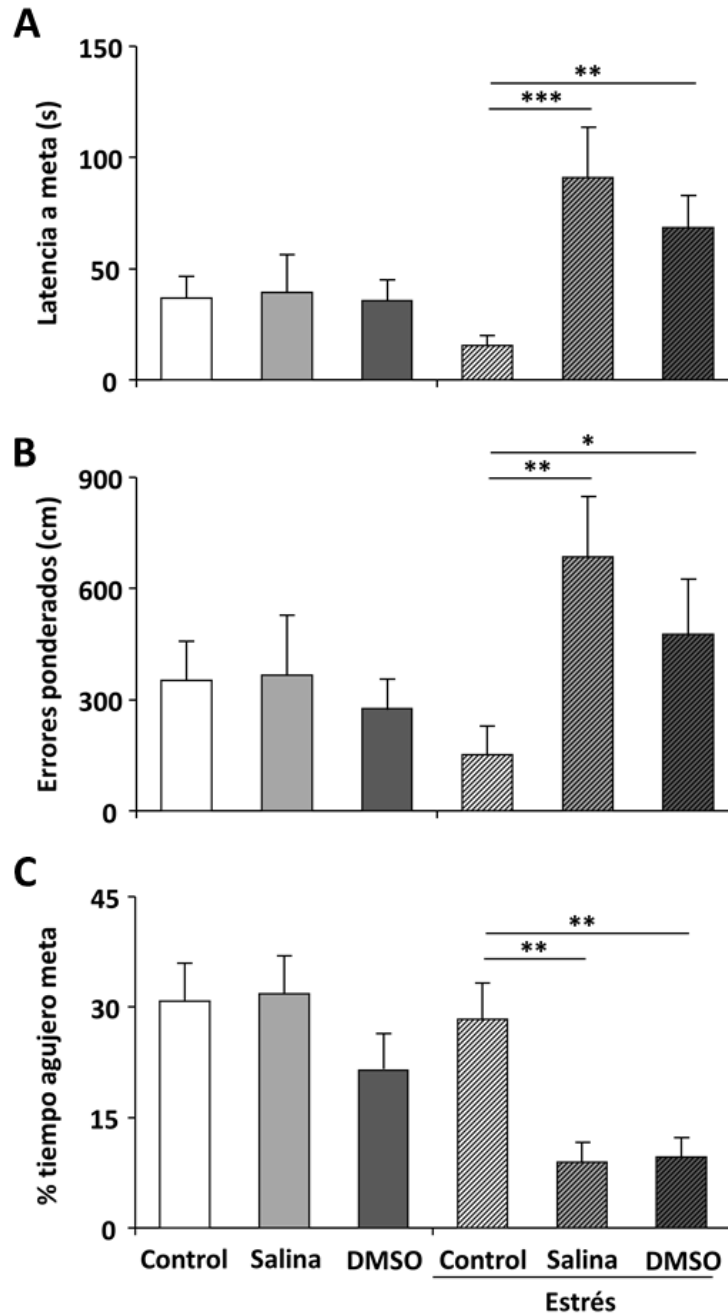 A
Latencia a meta (s)
150
100
50
0
**
***
B
Errores ponderados (cm)
900
600
300
0
*
**
C
% tiempo agujero meta
45
30
15
0
**
**
Control Salina DMSO Control Salina DMSO
Estrés